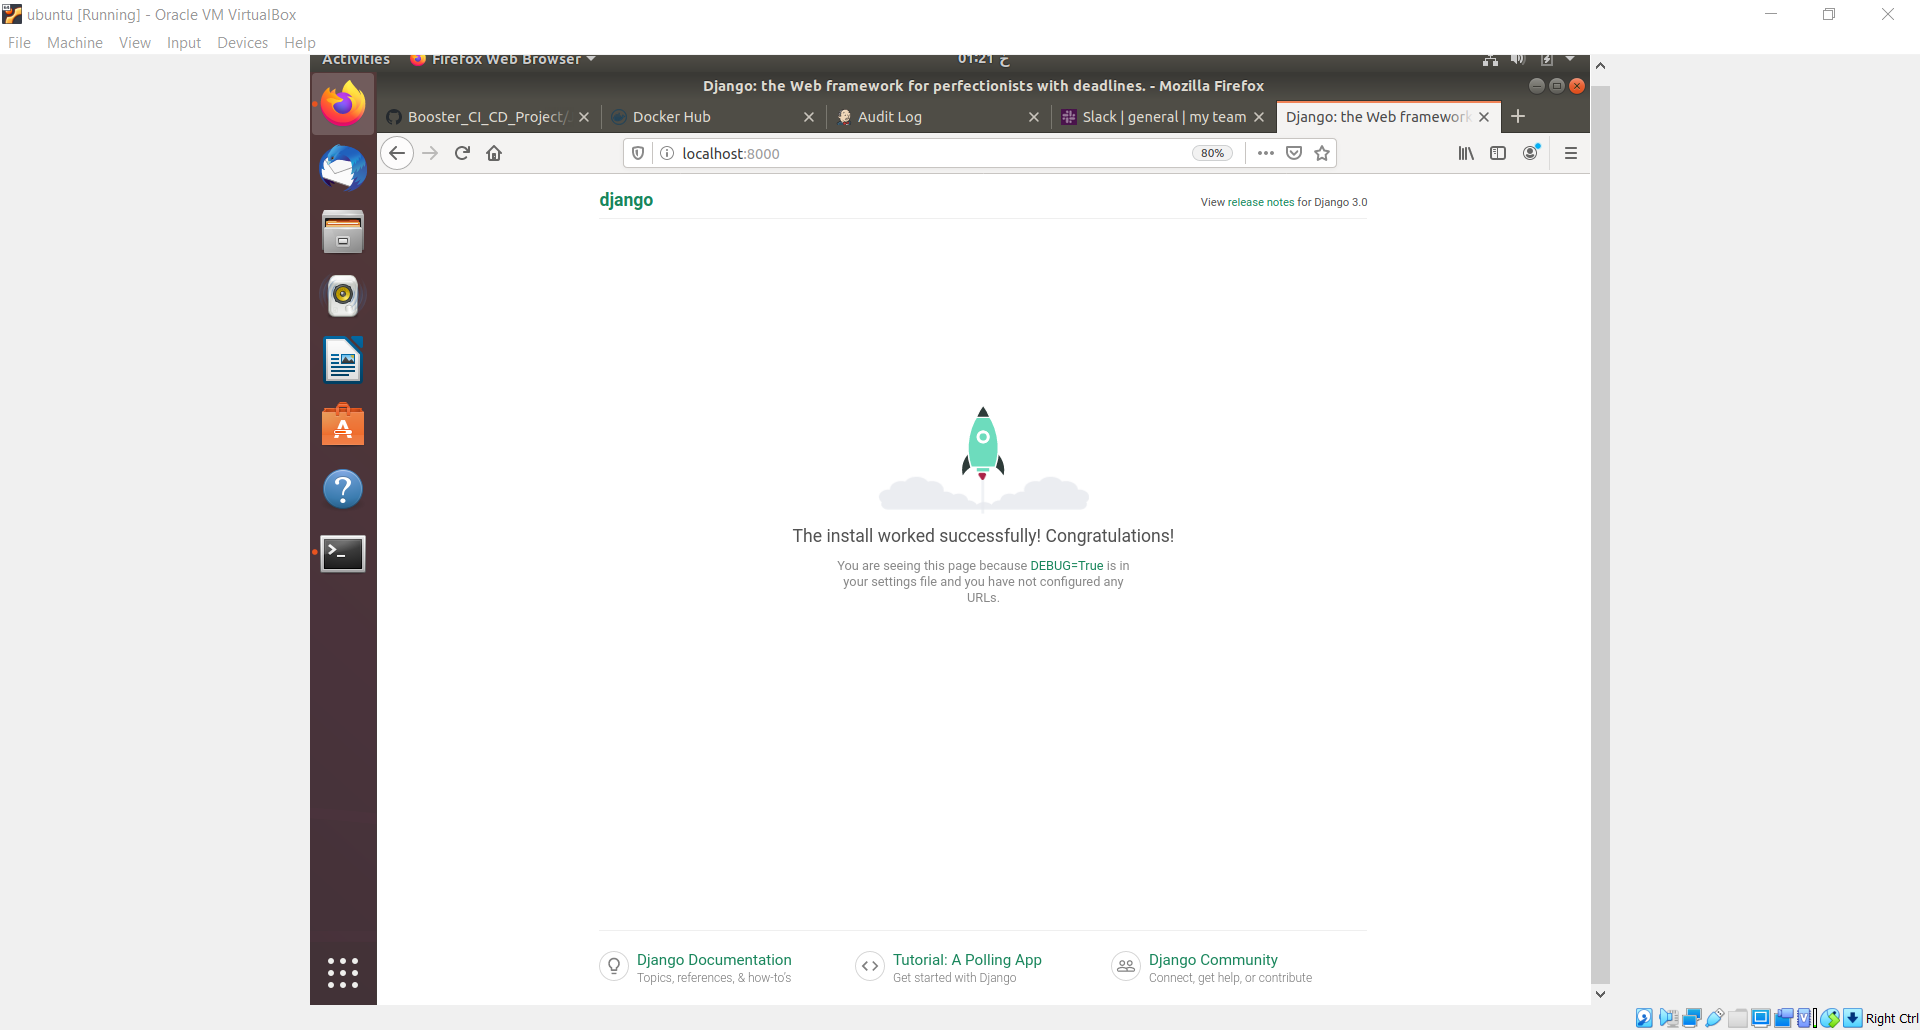 ubuntu [Running] - Oracle VM VirtualBox
File Machine View Input Devices Help
Activities Firefox Web Browser 01:21 ح
Django: the Web framework for perfectionists with deadlines. - Mozilla Firefox
Booster_CI_CD_Project/ Docker Hub Audit Log Slack | general | my team Django: the Web framework
localhost:8000 80%
django View release notes for Django 3.0
The install worked successfully! Congratulations!
You are seeing this page because DEBUG=True is in
your settings file and you have not configured any
URLs.
Django Documentation Tutorial: A Polling App Django Community
Topics, references, & how-to's Get started with Django Connect, get help, or contribute
Right Ctrl